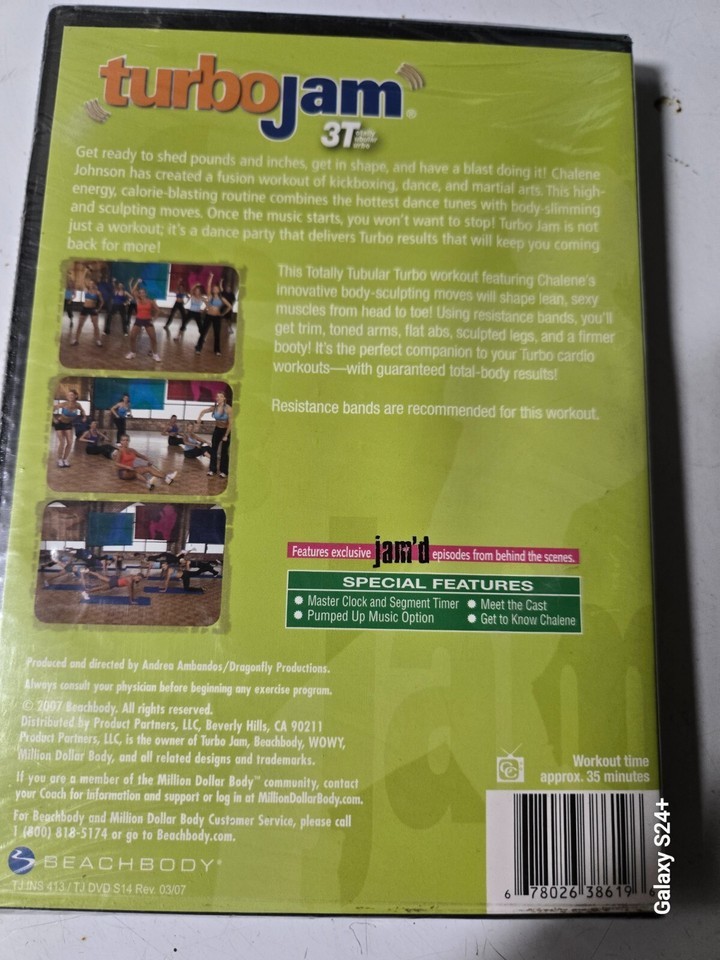 turbojam®
3T totally tubular turbo
Get ready to shed pounds and inches, get in shape, and have a blast doing it! Chalene
Johnson has created a fusion workout of kickboxing, dance, and martial arts. This high-
energy, calorie-blasting routine combines the hottest dance tunes with body-slimming
and sculpting moves. Once the music starts, you won't want to stop! Turbo Jam is not
just a workout; it's a dance party that delivers Turbo results that will keep you coming
back for more!
This Totally Tubular Turbo workout featuring Chalene's
innovative body-sculpting moves will shape lean, sexy
muscles from head to toe! Using resistance bands, you'll
get trim, toned arms, flat abs, sculpted legs, and a firmer
booty! It's the perfect companion to your Turbo cardio
workouts—with guaranteed total-body results!
Resistance bands are recommended for this workout.
Features exclusive jam'd episodes from behind the scenes.
SPECIAL FEATURES
● Master Clock and Segment Timer ● Meet the Cast
● Pumped Up Music Option ● Get to Know Chalene
Produced and directed by Andrea Ambandos/Dragonfly Productions.
Always consult your physician before beginning any exercise program.
© 2007 Beachbody. All rights reserved.
Distributed by Product Partners, LLC, Beverly Hills, CA 90211
Product Partners, LLC, is the owner of Turbo Jam, Beachbody, WOWY,
Million Dollar Body, and all related designs and trademarks.
If you are a member of the Million Dollar Body™ community, contact
your Coach for information and support or log in at MillionDollarBody.com.
For Beachbody and Million Dollar Body Customer Service, please call
1 (800) 818-5174 or go to Beachbody.com.
BEACHBODY®
TJ INS 413 / TJ DVD S14 Rev. 03/07
CC
Workout time
approx. 35 minutes
6 78026 38619 6
Galaxy S24+